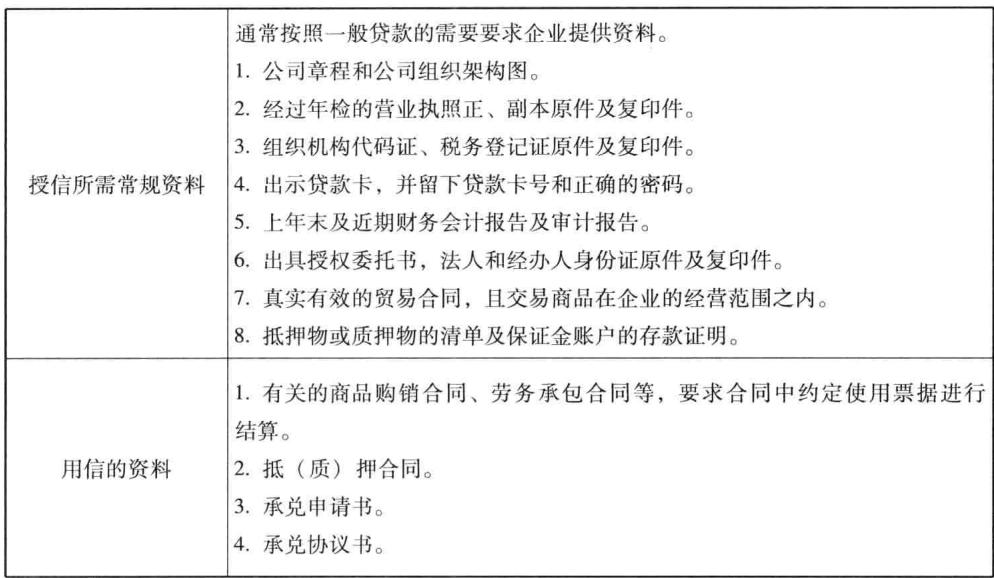 授信所需常规资料
通常按照一般贷款的需要要求企业提供资料。
1. 公司章程和公司组织架构图。
2. 经过年检的营业执照正、副本原件及复印件。
3. 组织机构代码证、税务登记证原件及复印件。
4. 出示贷款卡，并留下贷款卡号和正确的密码。
5. 上年末及近期财务会计报告及审计报告。
6. 出具授权委托书，法人和经办人身份证原件及复印件。
7. 真实有效的贸易合同，且交易商品在企业的经营范围之内。
8. 抵押物或质押物的清单及保证金账户的存款证明。
用信的资料
1. 有关的商品购销合同、劳务承包合同等，要求合同中约定使用票据进行
结算。
2. 抵（质）押合同。
3. 承兑申请书。
4. 承兑协议书。